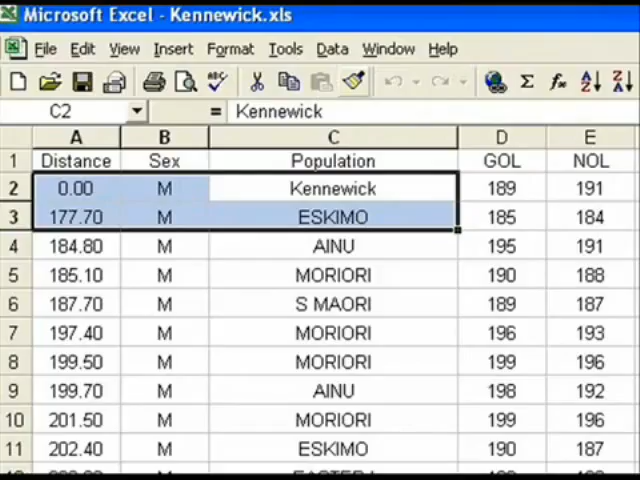 Microsoft Excel - Kennewick.xls
File Edit View Insert Format Tools Data Window Help
C2 = Kennewick
A B C D E
1 Distance Sex Population GOL NOL
2 0.00 M Kennewick 189 191
3 177.70 M ESKIMO 185 184
4 184.80 M AINU 195 191
5 185.10 M MORIORI 190 188
6 187.70 M S MAORI 189 187
7 197.40 M MORIORI 196 193
8 199.50 M MORIORI 199 196
9 199.70 M AINU 198 192
10 201.50 M MORIORI 199 196
11 202.40 M ESKIMO 190 187